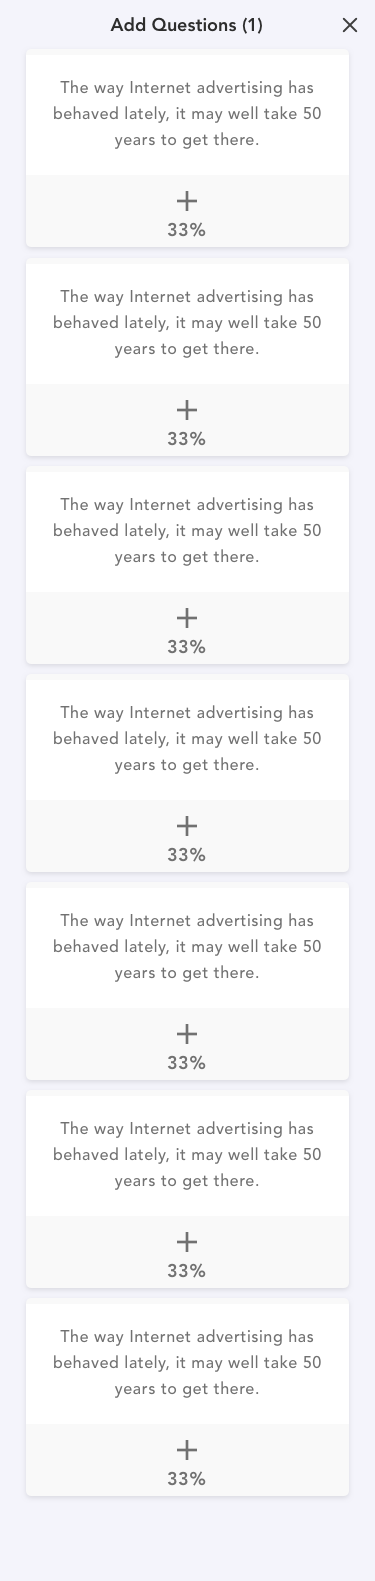 Add Questions (1)
The way Internet advertising has
behaved lately, it may well take 50
years to get there.
33%
The way Internet advertising has
behaved lately, it may well take 50
years to get there.
33%
The way Internet advertising has
behaved lately, it may well take 50
years to get there.
33%
The way Internet advertising has
behaved lately, it may well take 50
years to get there.
33%
The way Internet advertising has
behaved lately, it may well take 50
years to get there.
33%
The way Internet advertising has
behaved lately, it may well take 50
years to get there.
33%
The way Internet advertising has
behaved lately, it may well take 50
years to get there.
33%